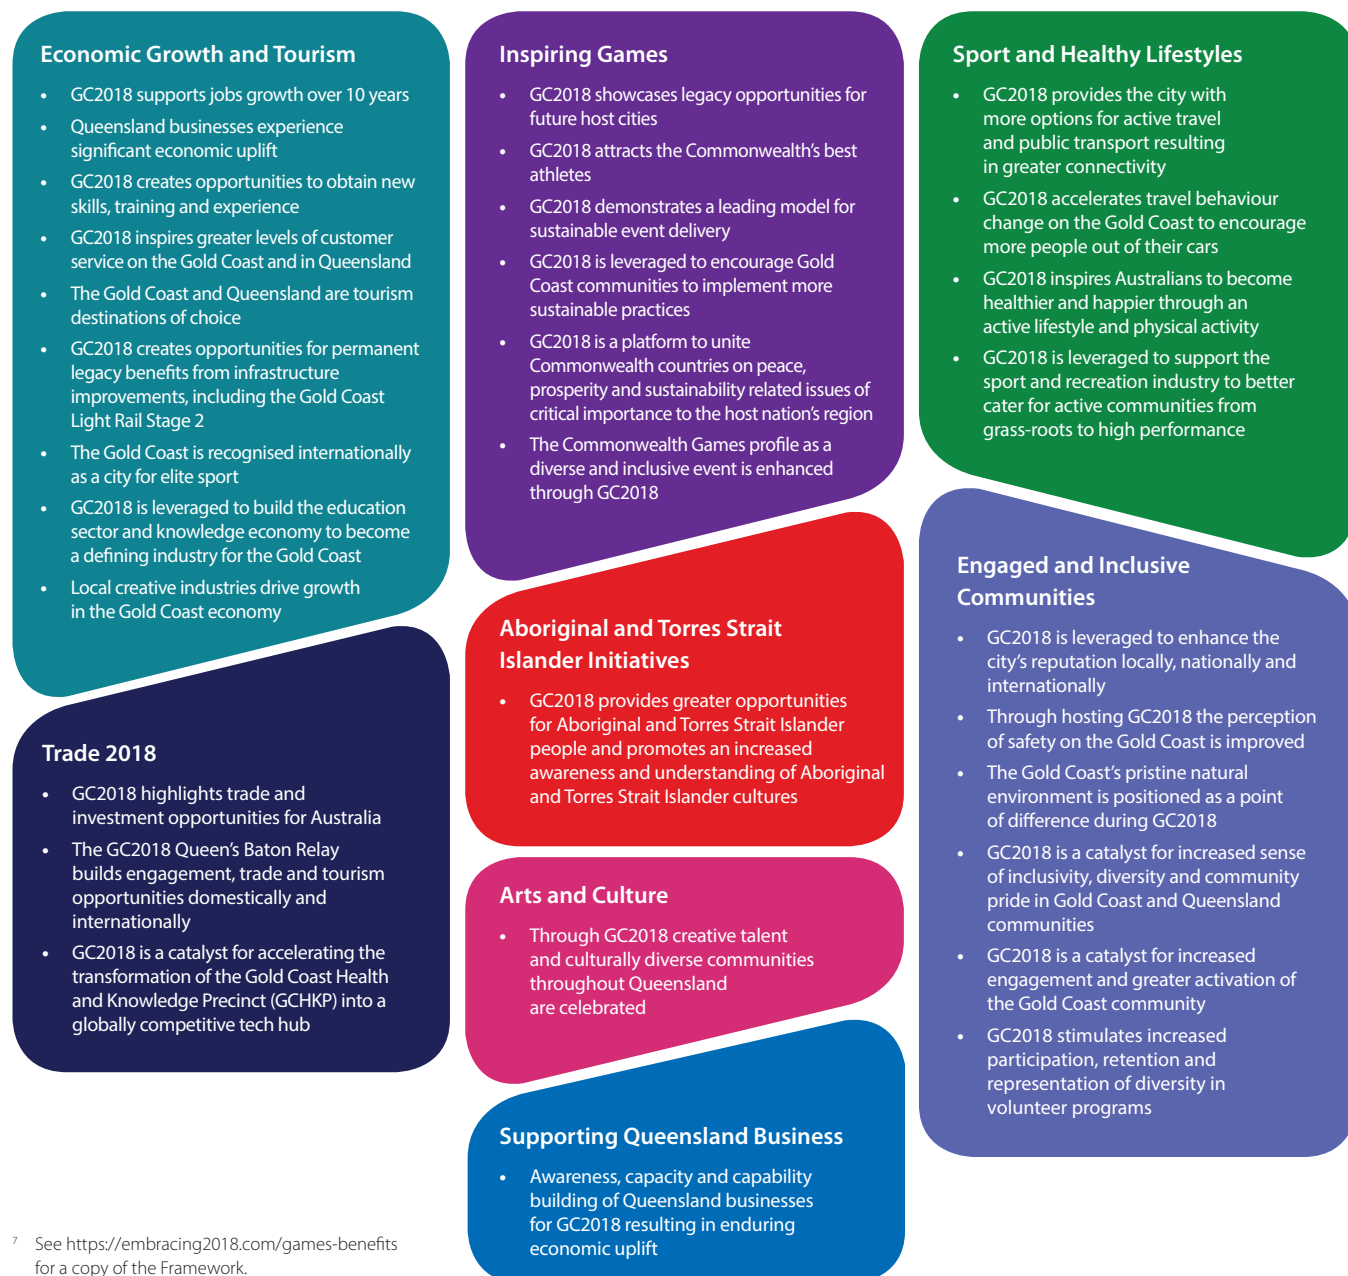 Economic Growth and Tourism
• GC2018 supports jobs growth over 10 years
• Queensland businesses experience
significant economic uplift
• GC2018 creates opportunities to obtain new
skills, training and experience
• GC2018 inspires greater levels of customer
service on the Gold Coast and in Queensland
• The Gold Coast and Queensland are tourism
destinations of choice
• GC2018 creates opportunities for permanent
legacy benefits from infrastructure
improvements, including the Gold Coast
Light Rail Stage 2
• The Gold Coast is recognised internationally
as a city for elite sport
• GC2018 is leveraged to build the education
sector and knowledge economy to become
a defining industry for the Gold Coast
• Local creative industries drive growth
in the Gold Coast economy
Trade 2018
• GC2018 highlights trade and
investment opportunities for Australia
• The GC2018 Queen's Baton Relay
builds engagement, trade and tourism
opportunities domestically and
internationally
• GC2018 is a catalyst for accelerating the
transformation of the Gold Coast Health
and Knowledge Precinct (GCHKP) into a
globally competitive tech hub
Inspiring Games
• GC2018 showcases legacy opportunities for
future host cities
• GC2018 attracts the Commonwealth's best
athletes
• GC2018 demonstrates a leading model for
sustainable event delivery
• GC2018 is leveraged to encourage Gold
Coast communities to implement more
sustainable practices
• GC2018 is a platform to unite
Commonwealth countries on peace,
prosperity and sustainability related issues of
critical importance to the host nation's region
• The Commonwealth Games profile as a
diverse and inclusive event is enhanced
through GC2018
Aboriginal and Torres Strait
Islander Initiatives
• GC2018 provides greater opportunities
for Aboriginal and Torres Strait Islander
people and promotes an increased
awareness and understanding of Aboriginal
and Torres Strait Islander cultures
Arts and Culture
• Through GC2018 creative talent
and culturally diverse communities
throughout Queensland
are celebrated
Supporting Queensland Business
• Awareness, capacity and capability
building of Queensland businesses
for GC2018 resulting in enduring
economic uplift
Sport and Healthy Lifestyles
• GC2018 provides the city with
more options for active travel
and public transport resulting
in greater connectivity
• GC2018 accelerates travel behaviour
change on the Gold Coast to encourage
more people out of their cars
• GC2018 inspires Australians to become
healthier and happier through an
active lifestyle and physical activity
• GC2018 is leveraged to support the
sport and recreation industry to better
cater for active communities from
grass-roots to high performance
Engaged and Inclusive
Communities
• GC2018 is leveraged to enhance the
city's reputation locally, nationally and
internationally
• Through hosting GC2018 the perception
of safety on the Gold Coast is improved
• The Gold Coast's pristine natural
environment is positioned as a point
of difference during GC2018
• GC2018 is a catalyst for increased sense
of inclusivity, diversity and community
pride in Gold Coast and Queensland
communities
• GC2018 is a catalyst for increased
engagement and greater activation of
the Gold Coast community
• GC2018 stimulates increased
participation, retention and
representation of diversity in
volunteer programs
7 See https://embracing2018.com/games-benefits
for a copy of the Framework.